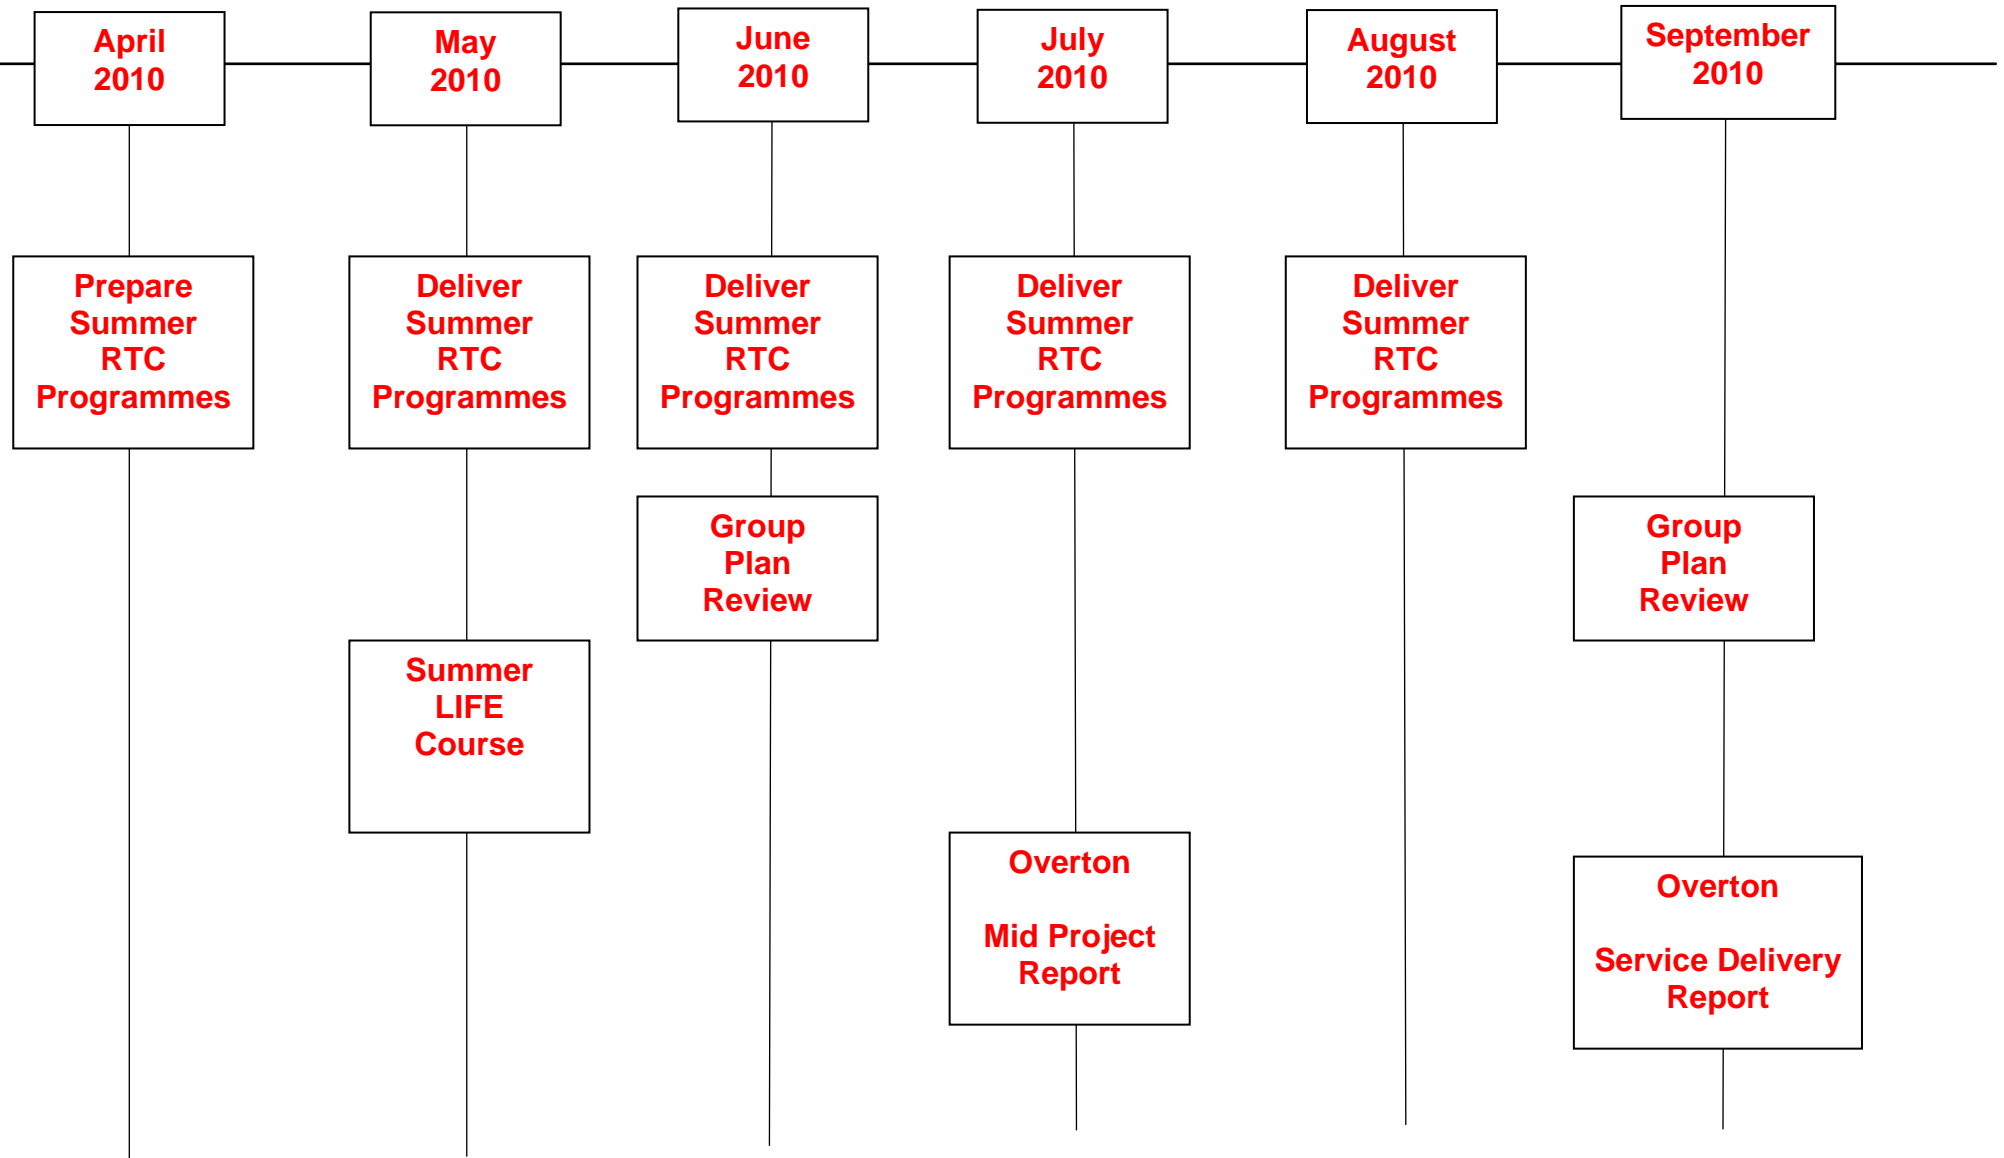 April
2010
May
2010
June
2010
July
2010
August
2010
September
2010
Prepare
Summer
RTC
Programmes
Deliver
Summer
RTC
Programmes
Deliver
Summer
RTC
Programmes
Deliver
Summer
RTC
Programmes
Deliver
Summer
RTC
Programmes
Group
Plan
Review
Group
Plan
Review
Summer
LIFE
Course
Overton
Mid Project
Report
Overton
Service Delivery
Report